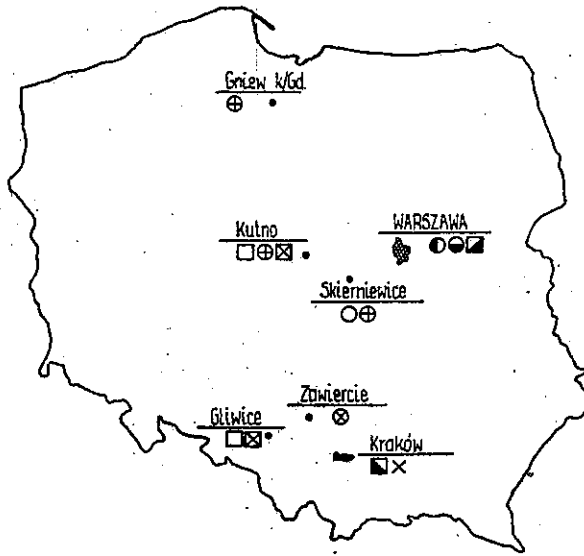 Gniew k/Gd.
Kutno
WARSZAWA
Skierniewice
Zawiercie
Gliwice
Kraków